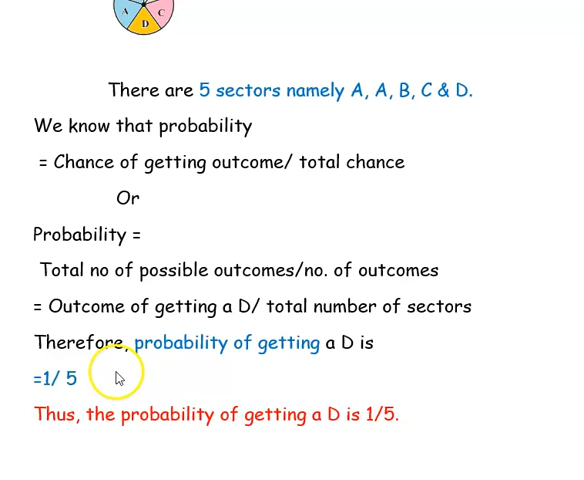 A C
D
There are 5 sectors namely A, A, B, C & D.
We know that probability
= Chance of getting outcome/ total chance
Or
Probability =
Total no of possible outcomes/no. of outcomes
= Outcome of getting a D/ total number of sectors
Therefore, probability of getting a D is
=1/ 5
Thus, the probability of getting a D is 1/5.